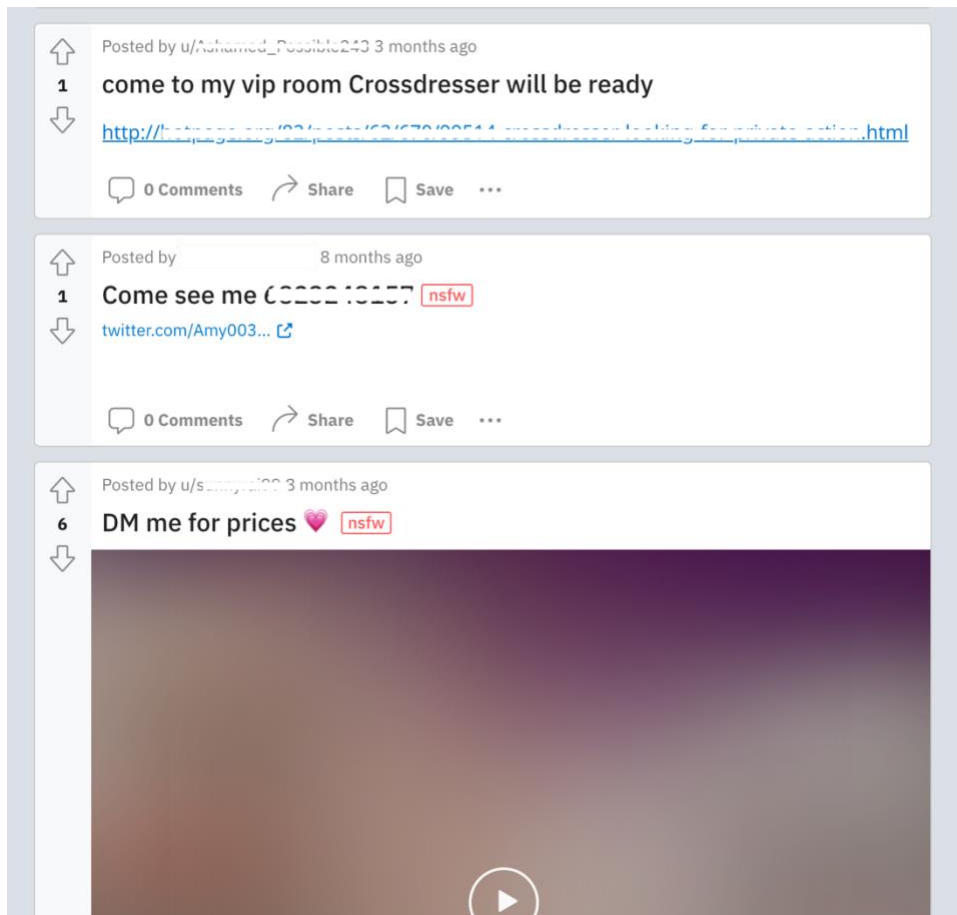 Posted by u/ 3 months ago
1
come to my vip room Crossdresser will be ready
http:// .html
0 Comments Share Save ...
Posted by 8 months ago
1
Come see me nsfw
twitter.com/Amy003...
0 Comments Share Save ...
Posted by u/s 3 months ago
6
DM me for prices 💗 nsfw